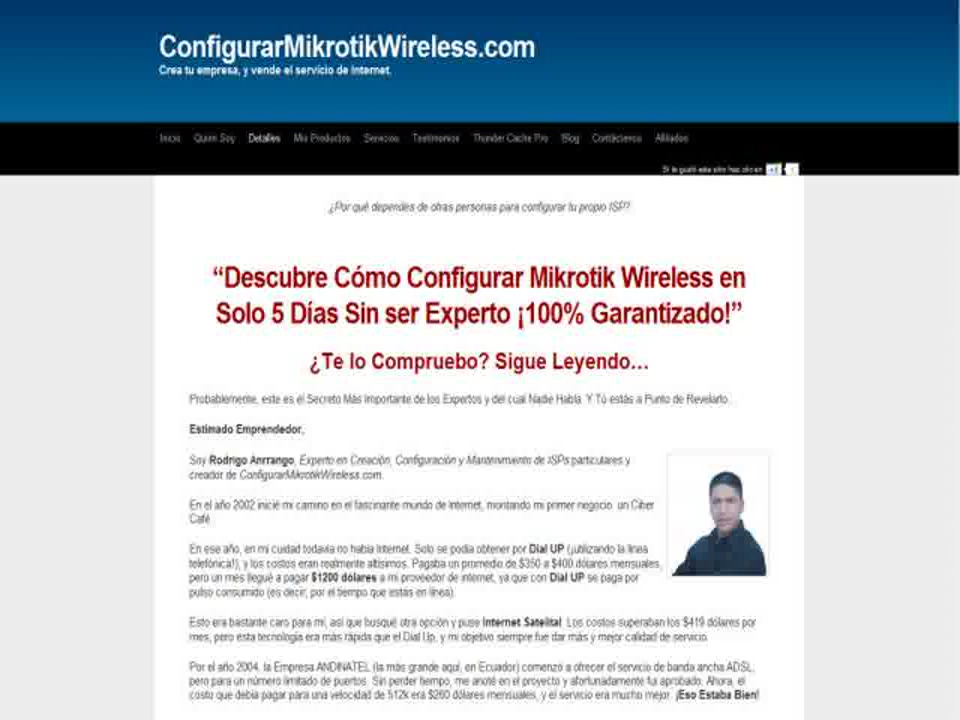 ConfigurarMikrotikWireless.com
Crea tu empresa, y vende el servicio de Internet.
Inicio Quien Soy Detalles Mis Productos Servicios Testimonios Thunder Cache Pro Blog Contáctenos Afiliados
Si te gustó este sitio haz clic en
¿Por qué dependes de otras personas para configurar tu propio ISP?
“Descubre Cómo Configurar Mikrotik Wireless en
Solo 5 Días Sin ser Experto ¡100% Garantizado!”
¿Te lo Compruebo? Sigue Leyendo…
Probablemente, este es el Secreto Más Importante de los Expertos y del cual Nadie Habla. Y Tú estás a Punto de Revelarlo.
Estimado Emprendedor,
Soy Rodrigo Anrrango, Experto en Creación, Configuración y Mantenimiento de ISPs particulares y
creador de ConfigurarMikrotikWireless.com.
En el año 2002 inicié mi camino en el fascinante mundo de Internet, montando mi primer negocio: un Ciber
Café.
En ese año, en mi cuidad todavía no había Internet. Solo se podía obtener por Dial UP (¡utilizando la línea
telefónica!), y los costos eran realmente altísimos. Pagaba un promedio de $350 a $400 dólares mensuales,
pero un mes llegué a pagar $1200 dólares a mi proveedor de internet, ya que con Dial UP se paga por
pulso consumido (es decir, por el tiempo que estás en línea).
Esto era bastante caro para mí, así que busqué otra opción y puse Internet Satelital. Los costos superaban los $419 dólares por
mes, pero esta tecnología era más rápida que el Dial Up, y mi objetivo siempre fue dar más y mejor calidad de servicio.
Por el año 2004, la Empresa ANDINATEL (la más grande aquí, en Ecuador) comenzó a ofrecer el servicio de banda ancha ADSL,
pero para un número limitado de puertos. Sin perder tiempo, me anoté en el proyecto y afortunadamente fui aprobado. Ahora, el
costo que debía pagar para una velocidad de 512k era $260 dólares mensuales, y el servicio era mucho mejor. ¡Eso Estaba Bien!